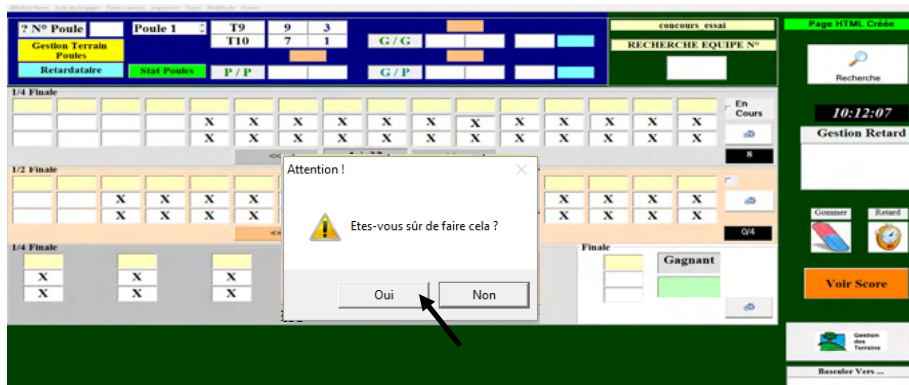 ? N° Poule Poule 1 T9 9 3
T10 7 1 G / G
Gestion Terrain
Poules
Retardataire Stat Poules P / P G / P
concours essai
RECHERCHE EQUIPE N°
Page HTML Créée
Recherche
10:12:07
Gestion Retard
Gommer Retard
Voir Score
Gestion
des
Terrains
Basculer Vers ...
1/4 Finale
En
Cours
X X X X X X X X X X X X
X X X X X X X X X X X X
8
1/2 Finale
X X X X X X X X
X X X X X X X X
0/4
1/4 Finale
X X X
X X X
Finale
Gagnant
Attention !
Etes-vous sûr de faire cela ?
Oui Non